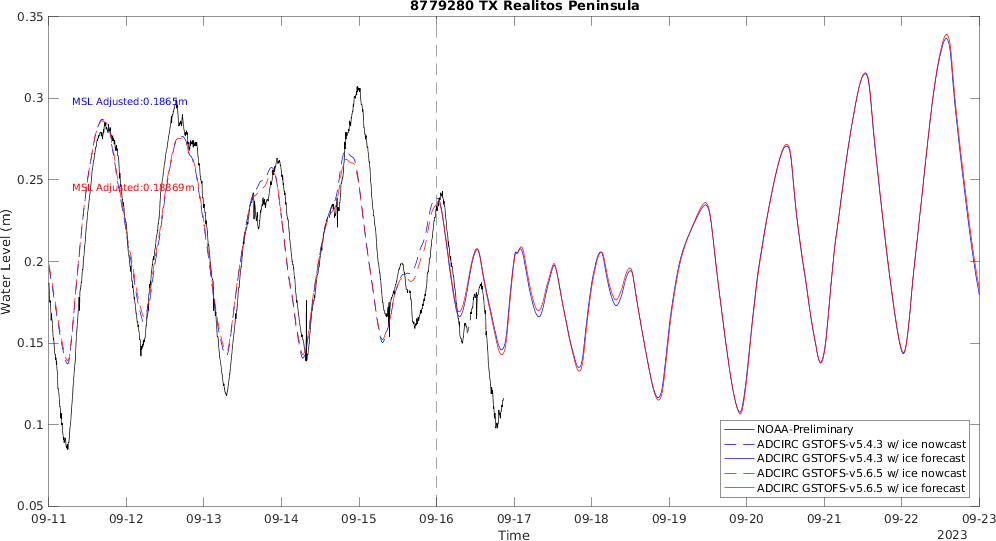 8779280 TX Realitos Peninsula
0.35
0.3
0.25
0.2
0.15
0.1
0.05
Water Level (m)
MSL Adjusted:0.1865m
MSL Adjusted:0.18869m
NOAA-Preliminary
ADCIRC GSTOFS-v5.4.3 w/ ice nowcast
ADCIRC GSTOFS-v5.4.3 w/ ice forecast
ADCIRC GSTOFS-v5.6.5 w/ ice nowcast
ADCIRC GSTOFS-v5.6.5 w/ ice forecast
09-11 09-12 09-13 09-14 09-15 09-16 09-17 09-18 09-19 09-20 09-21 09-22 09-23
Time
2023